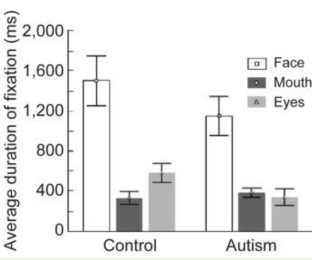 Average duration of fixation (ms)
2,000
1,600
1,200
800
400
0
Face
Mouth
Eyes
Control
Autism